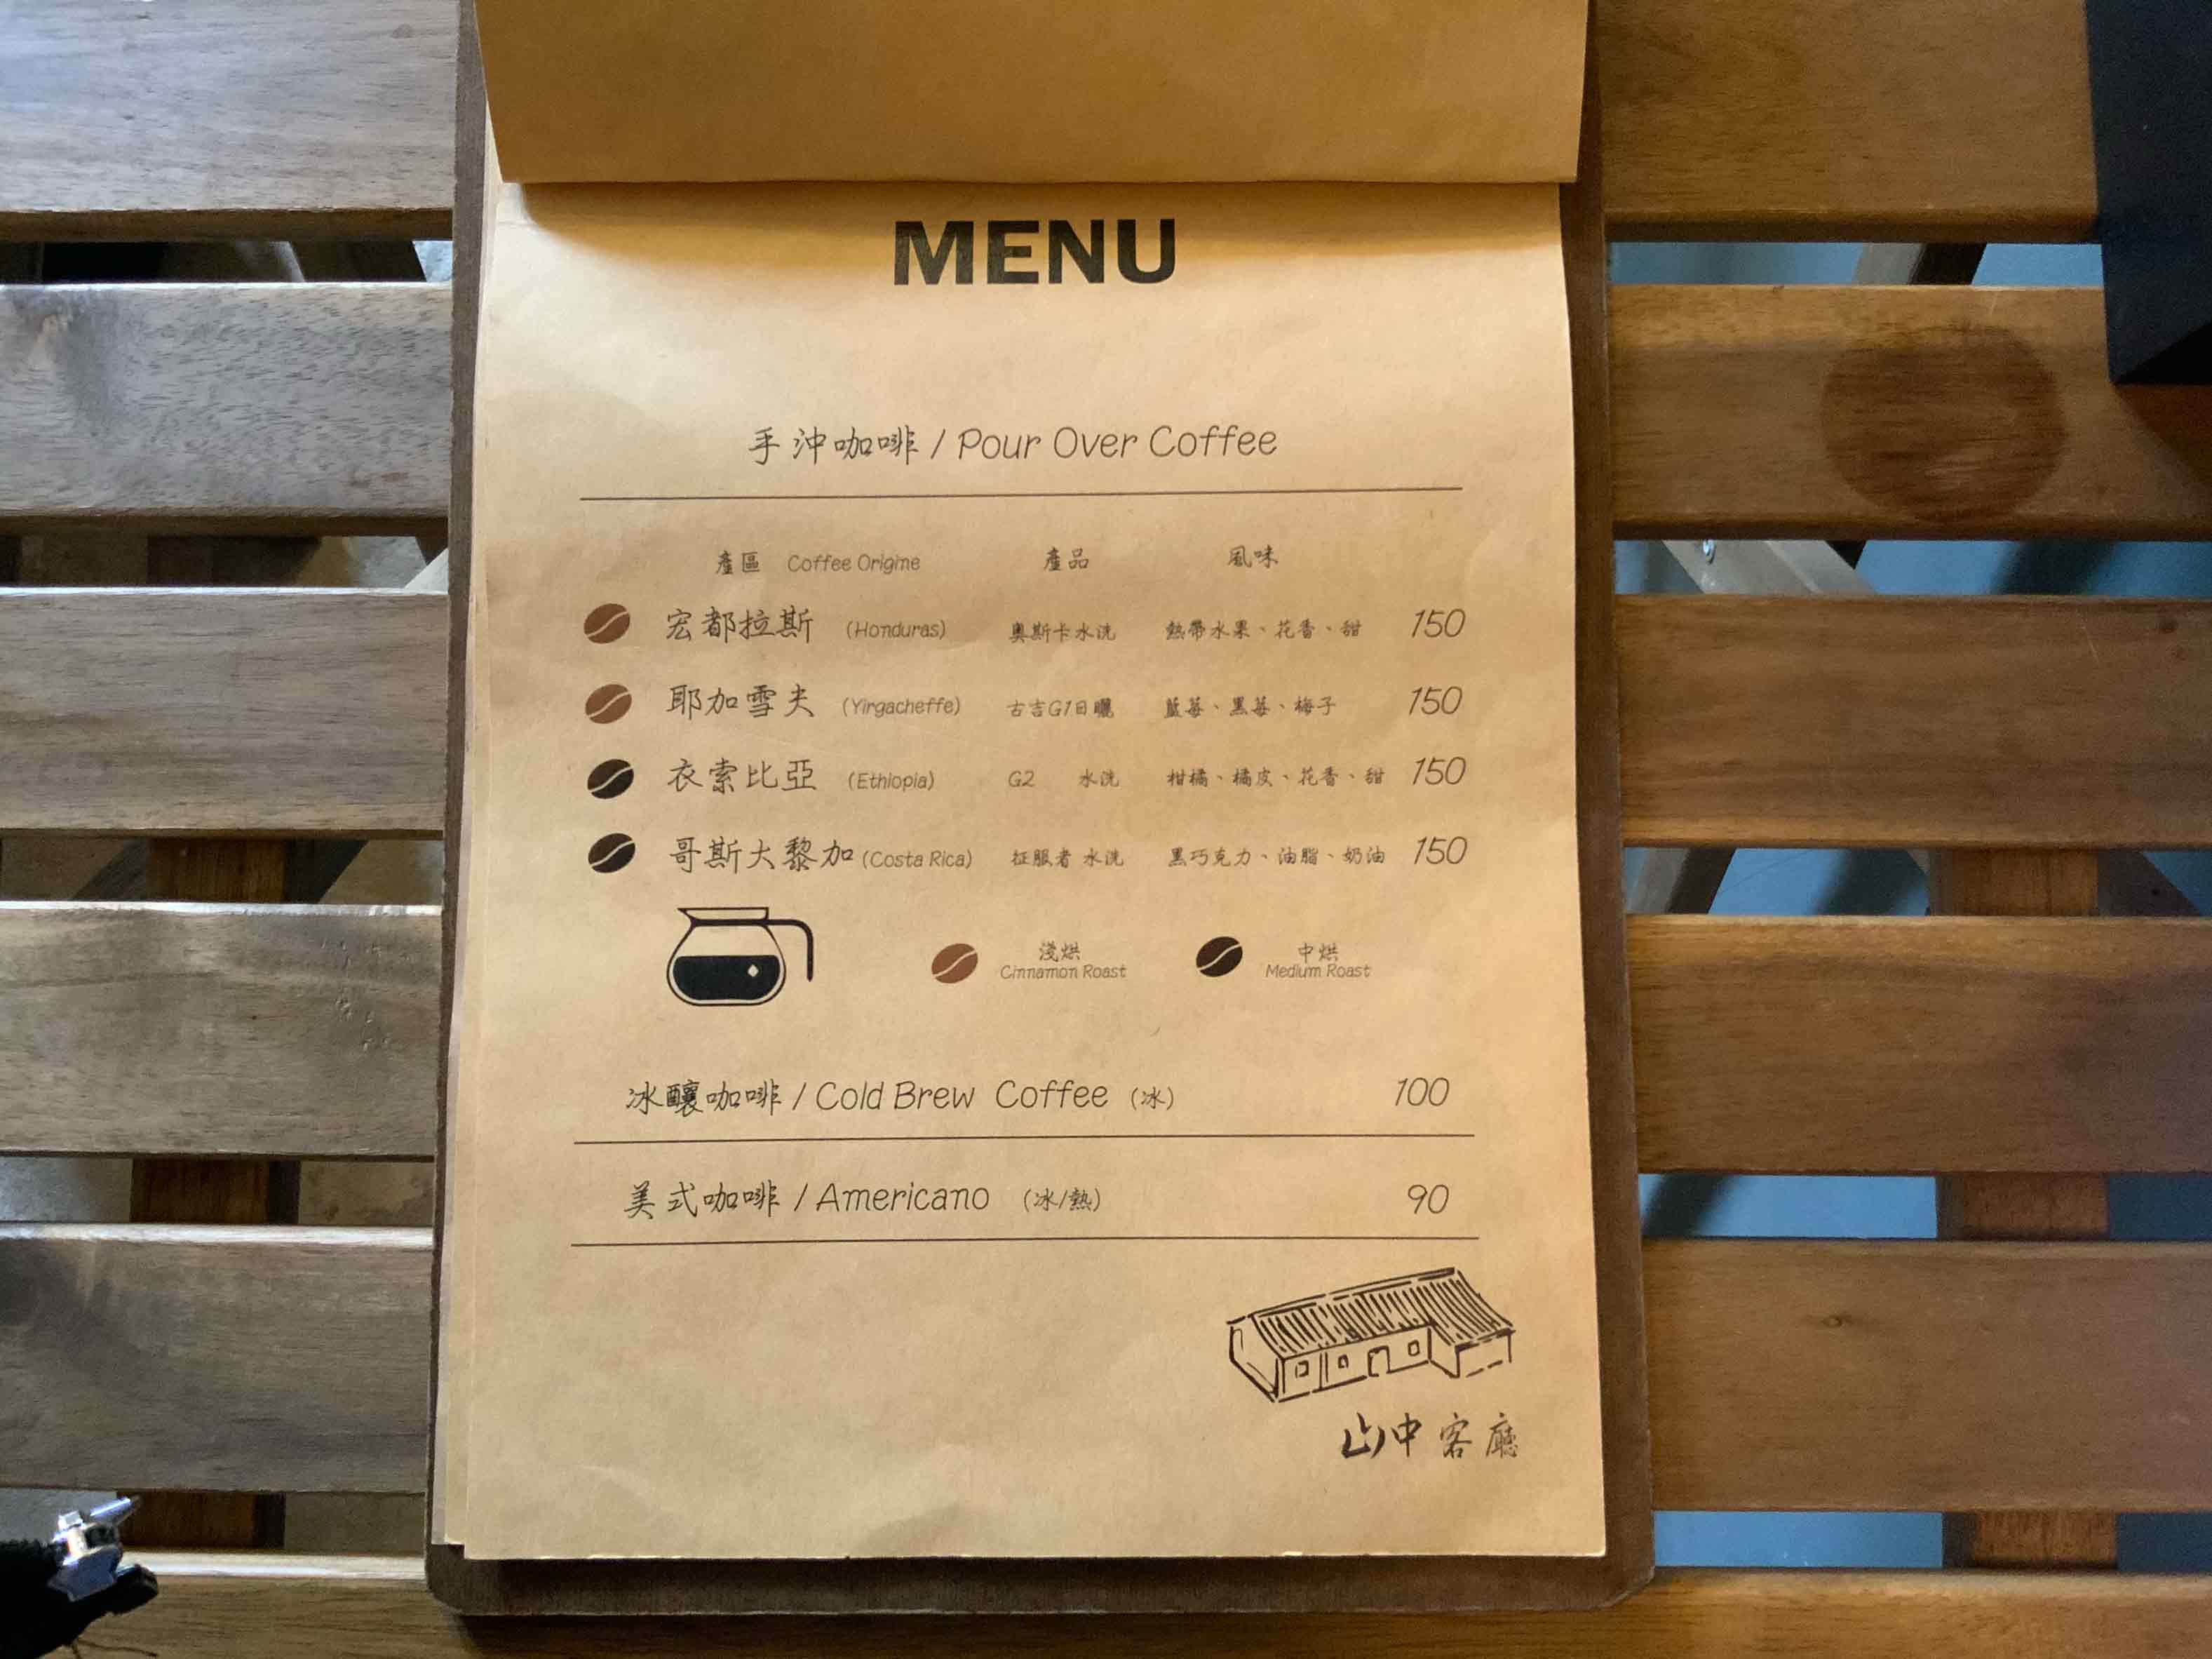 MENU
手沖咖啡 / Pour Over Coffee
產區 Coffee Origine 產品 風味
宏都拉斯 (Honduras) 奧斯卡水洗 熱帶水果、花香、甜 150
耶加雪夫 (Yirgacheffe) 古吉G1日曬 藍莓、黑莓、梅子 150
衣索比亞 (Ethiopia) G2 水洗 柑橘、橘皮、花香、甜 150
哥斯大黎加 (Costa Rica) 征服者 水洗 黑巧克力、油脂、奶油 150
淺烘 中烘
Cinnamon Roast Medium Roast
冰釀咖啡 / Cold Brew Coffee (冰) 100
美式咖啡 / Americano (冰/熱) 90
山中客廳